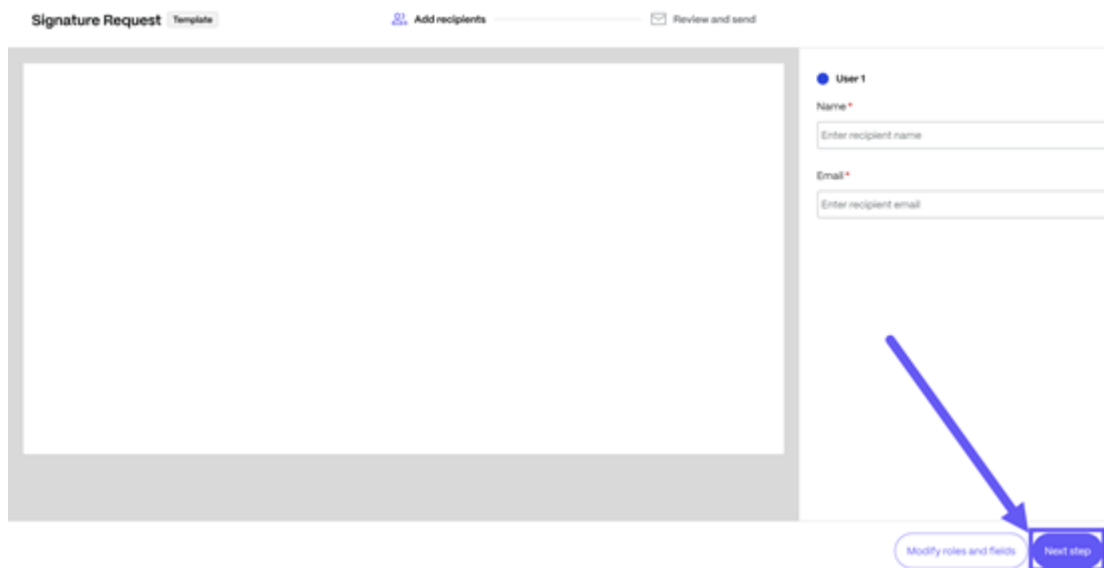 Signature Request Template
Add recipients
Review and send
User 1
Name*
Enter recipient name
Email*
Enter recipient email
Modify roles and fields
Next step